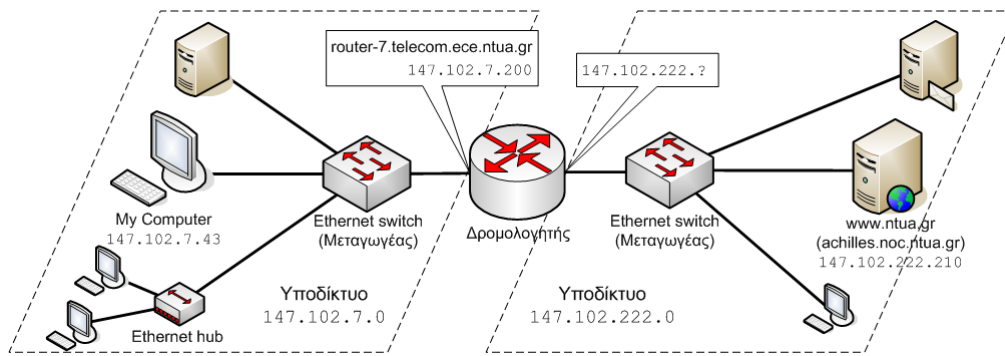 router-7.telecom.ece.ntua.gr
147.102.7.200
147.102.222.?
My Computer
147.102.7.43
Ethernet switch
(Μεταγωγέας)
Δρομολογητής
Ethernet switch
(Μεταγωγέας)
www.ntua.gr
(achilles.noc.ntua.gr)
147.102.222.210
Ethernet hub
Υποδίκτυο
147.102.7.0
Υποδίκτυο
147.102.222.0